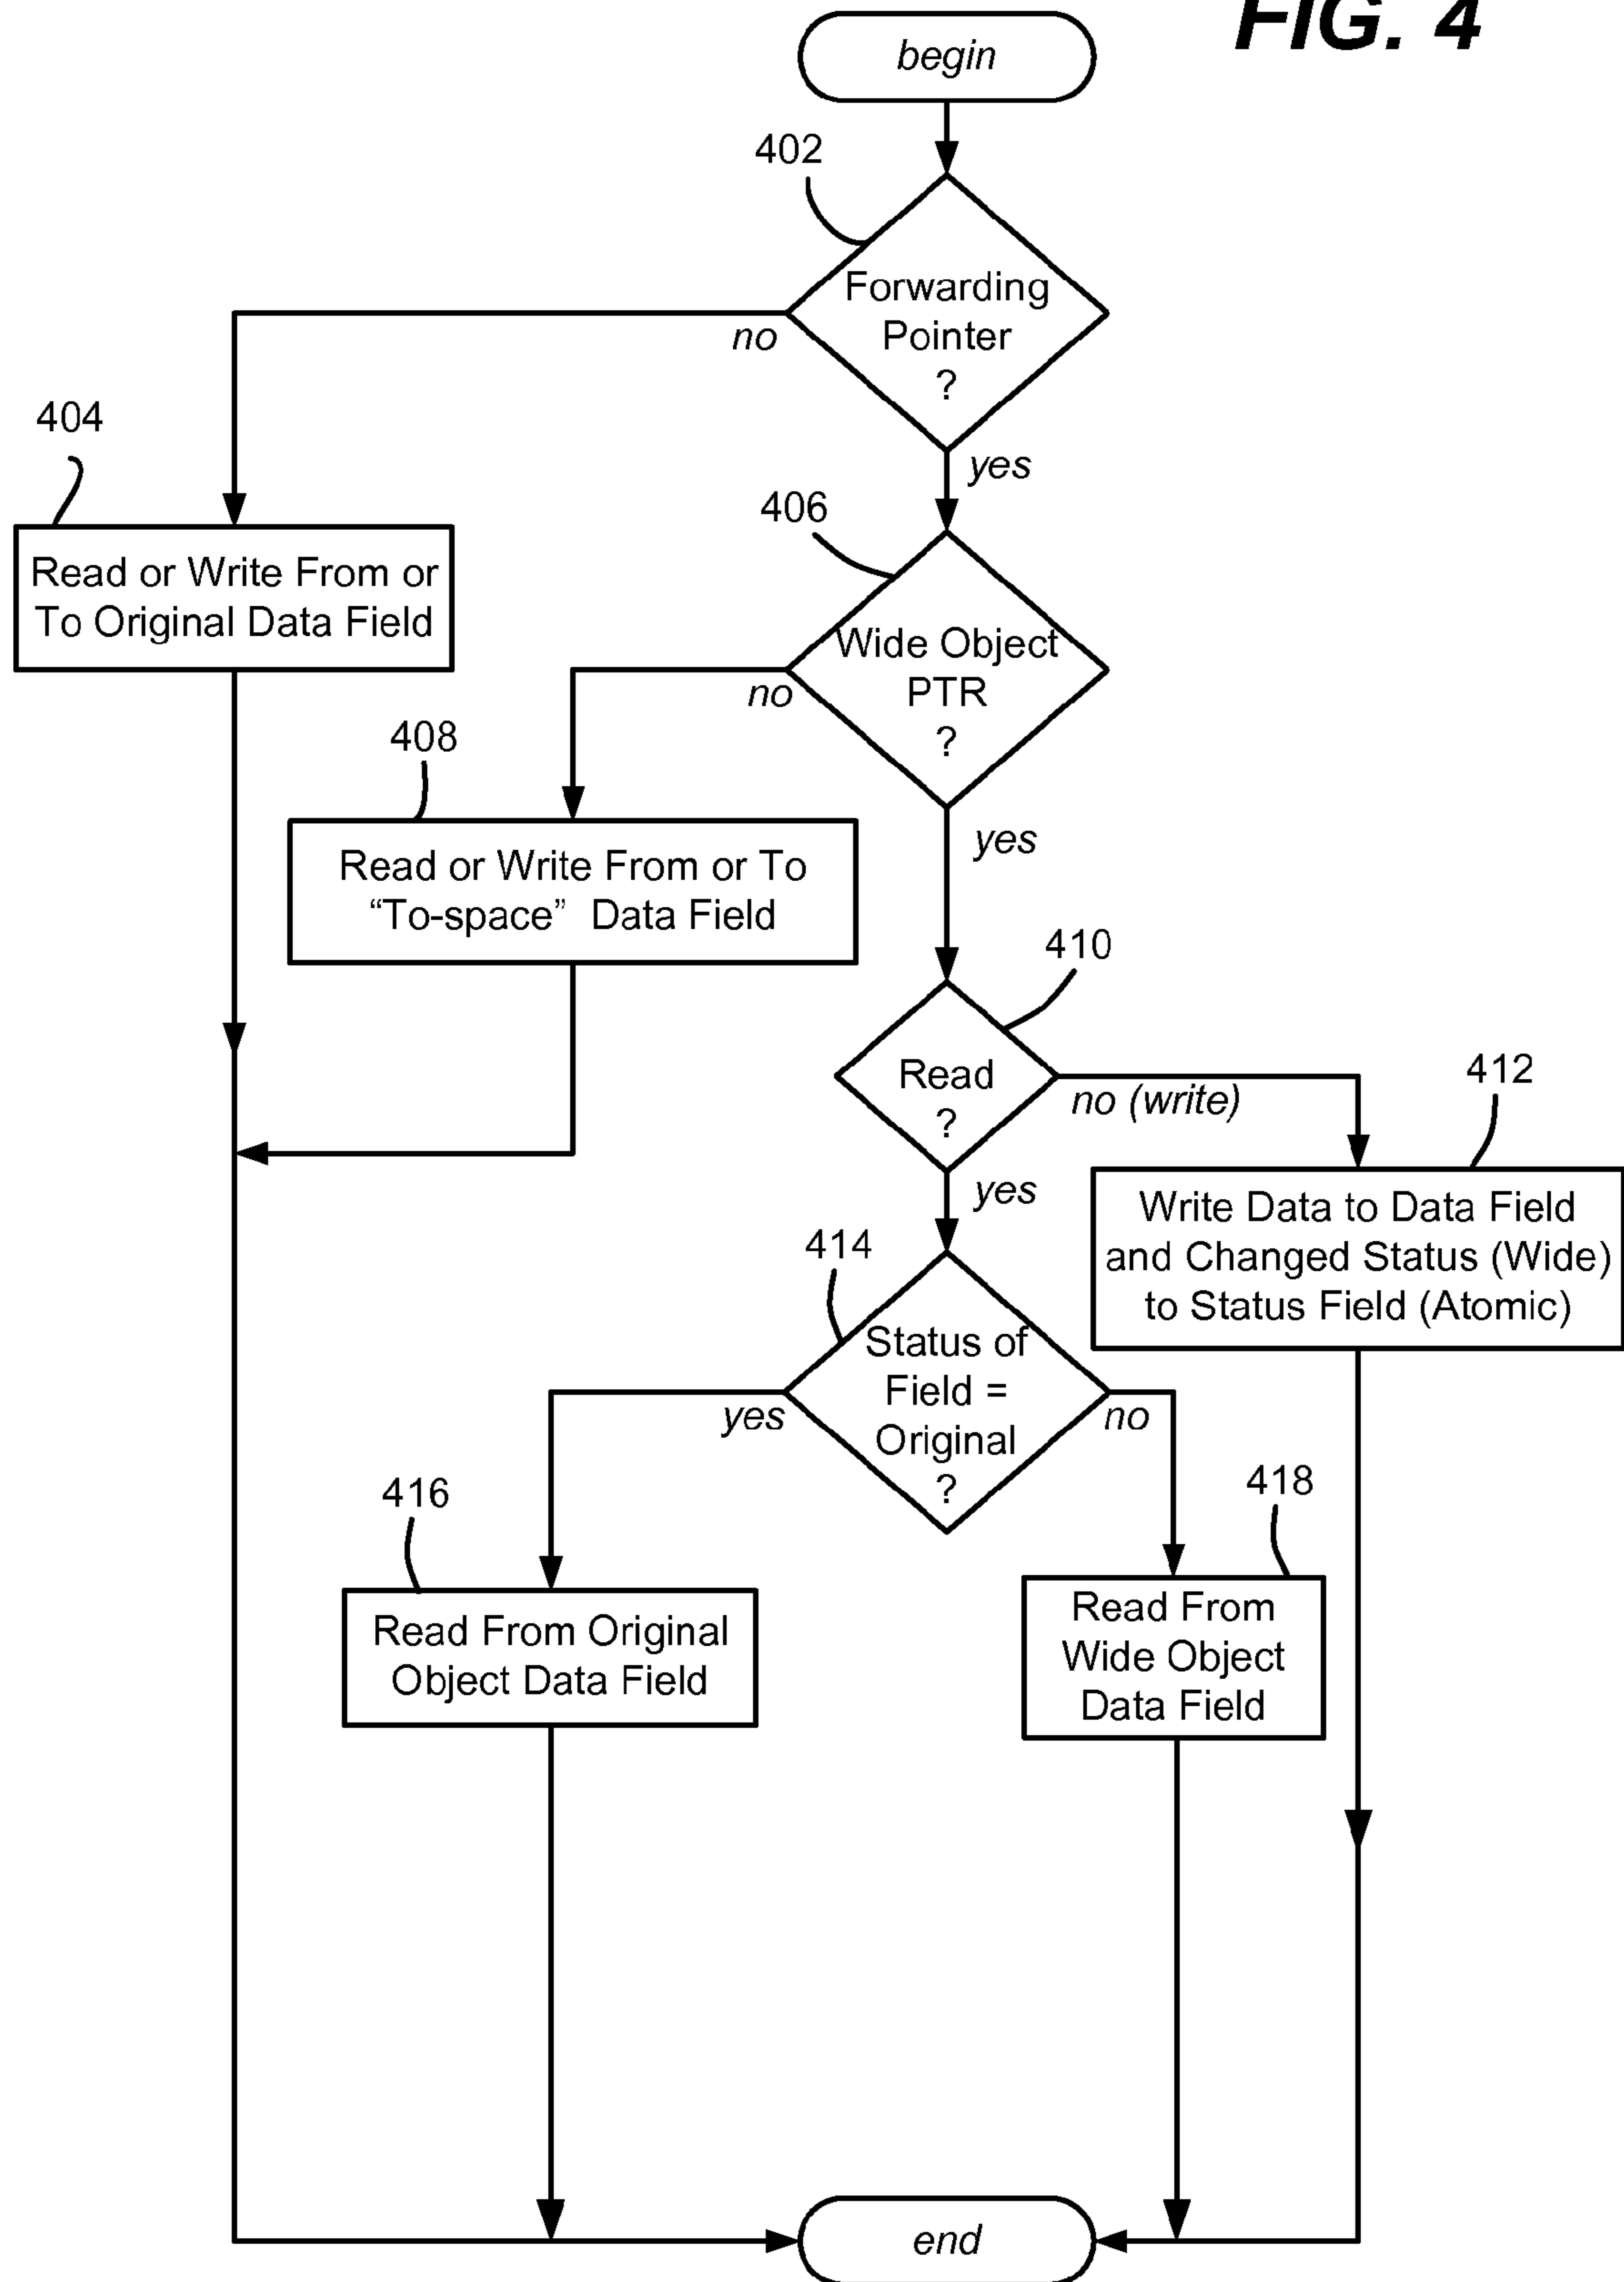 FIG. 4
begin
402
Forwarding
Pointer
?
no
yes
404
Read or Write From or
To Original Data Field
406
Wide Object
PTR
?
no
yes
408
Read or Write From or To
“To-space” Data Field
410
Read
?
no (write)
yes
412
Write Data to Data Field
and Changed Status (Wide)
to Status Field (Atomic)
414
Status of
Field =
Original
?
yes
no
416
Read From Original
Object Data Field
418
Read From
Wide Object
Data Field
end